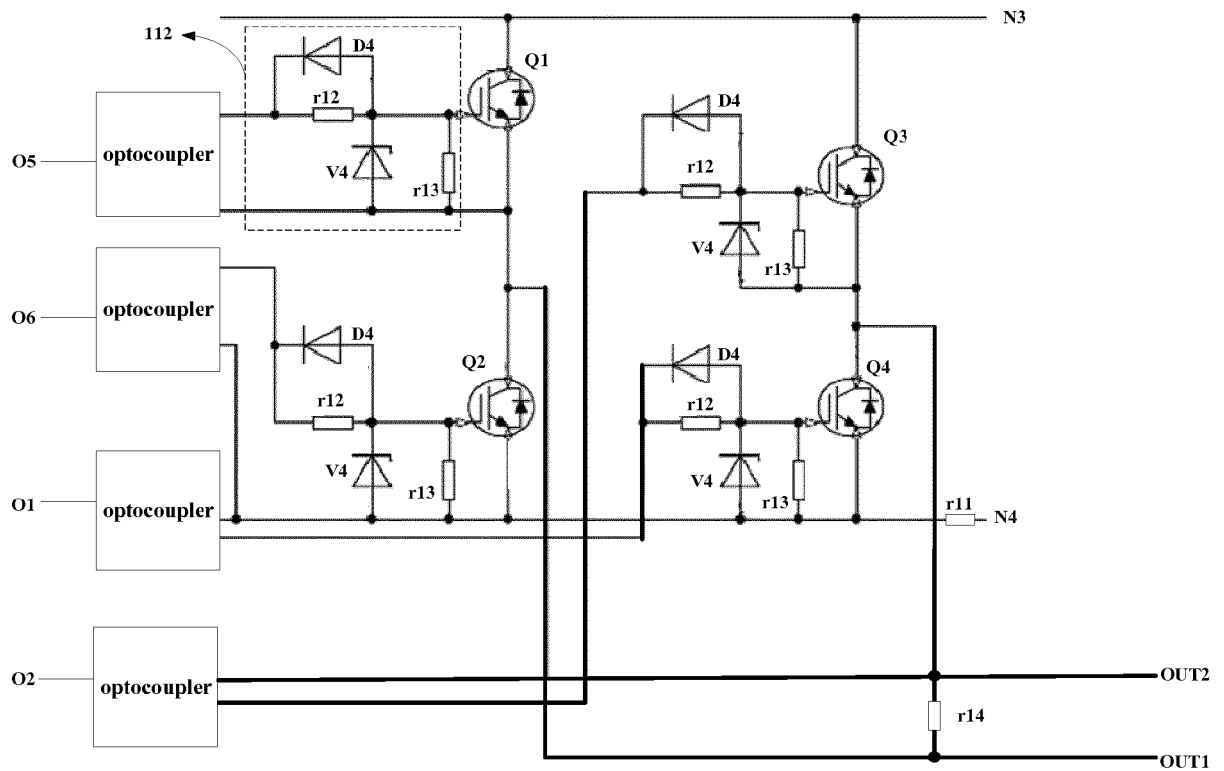 N3
112
D4
Q1
r12
O5
optocoupler
V4
r13
D4
Q3
r12
V4
r13
O6
optocoupler
D4
Q2
r12
V4
r13
D4
Q4
r12
V4
r13
O1
optocoupler
r11
N4
O2
optocoupler
OUT2
r14
OUT1